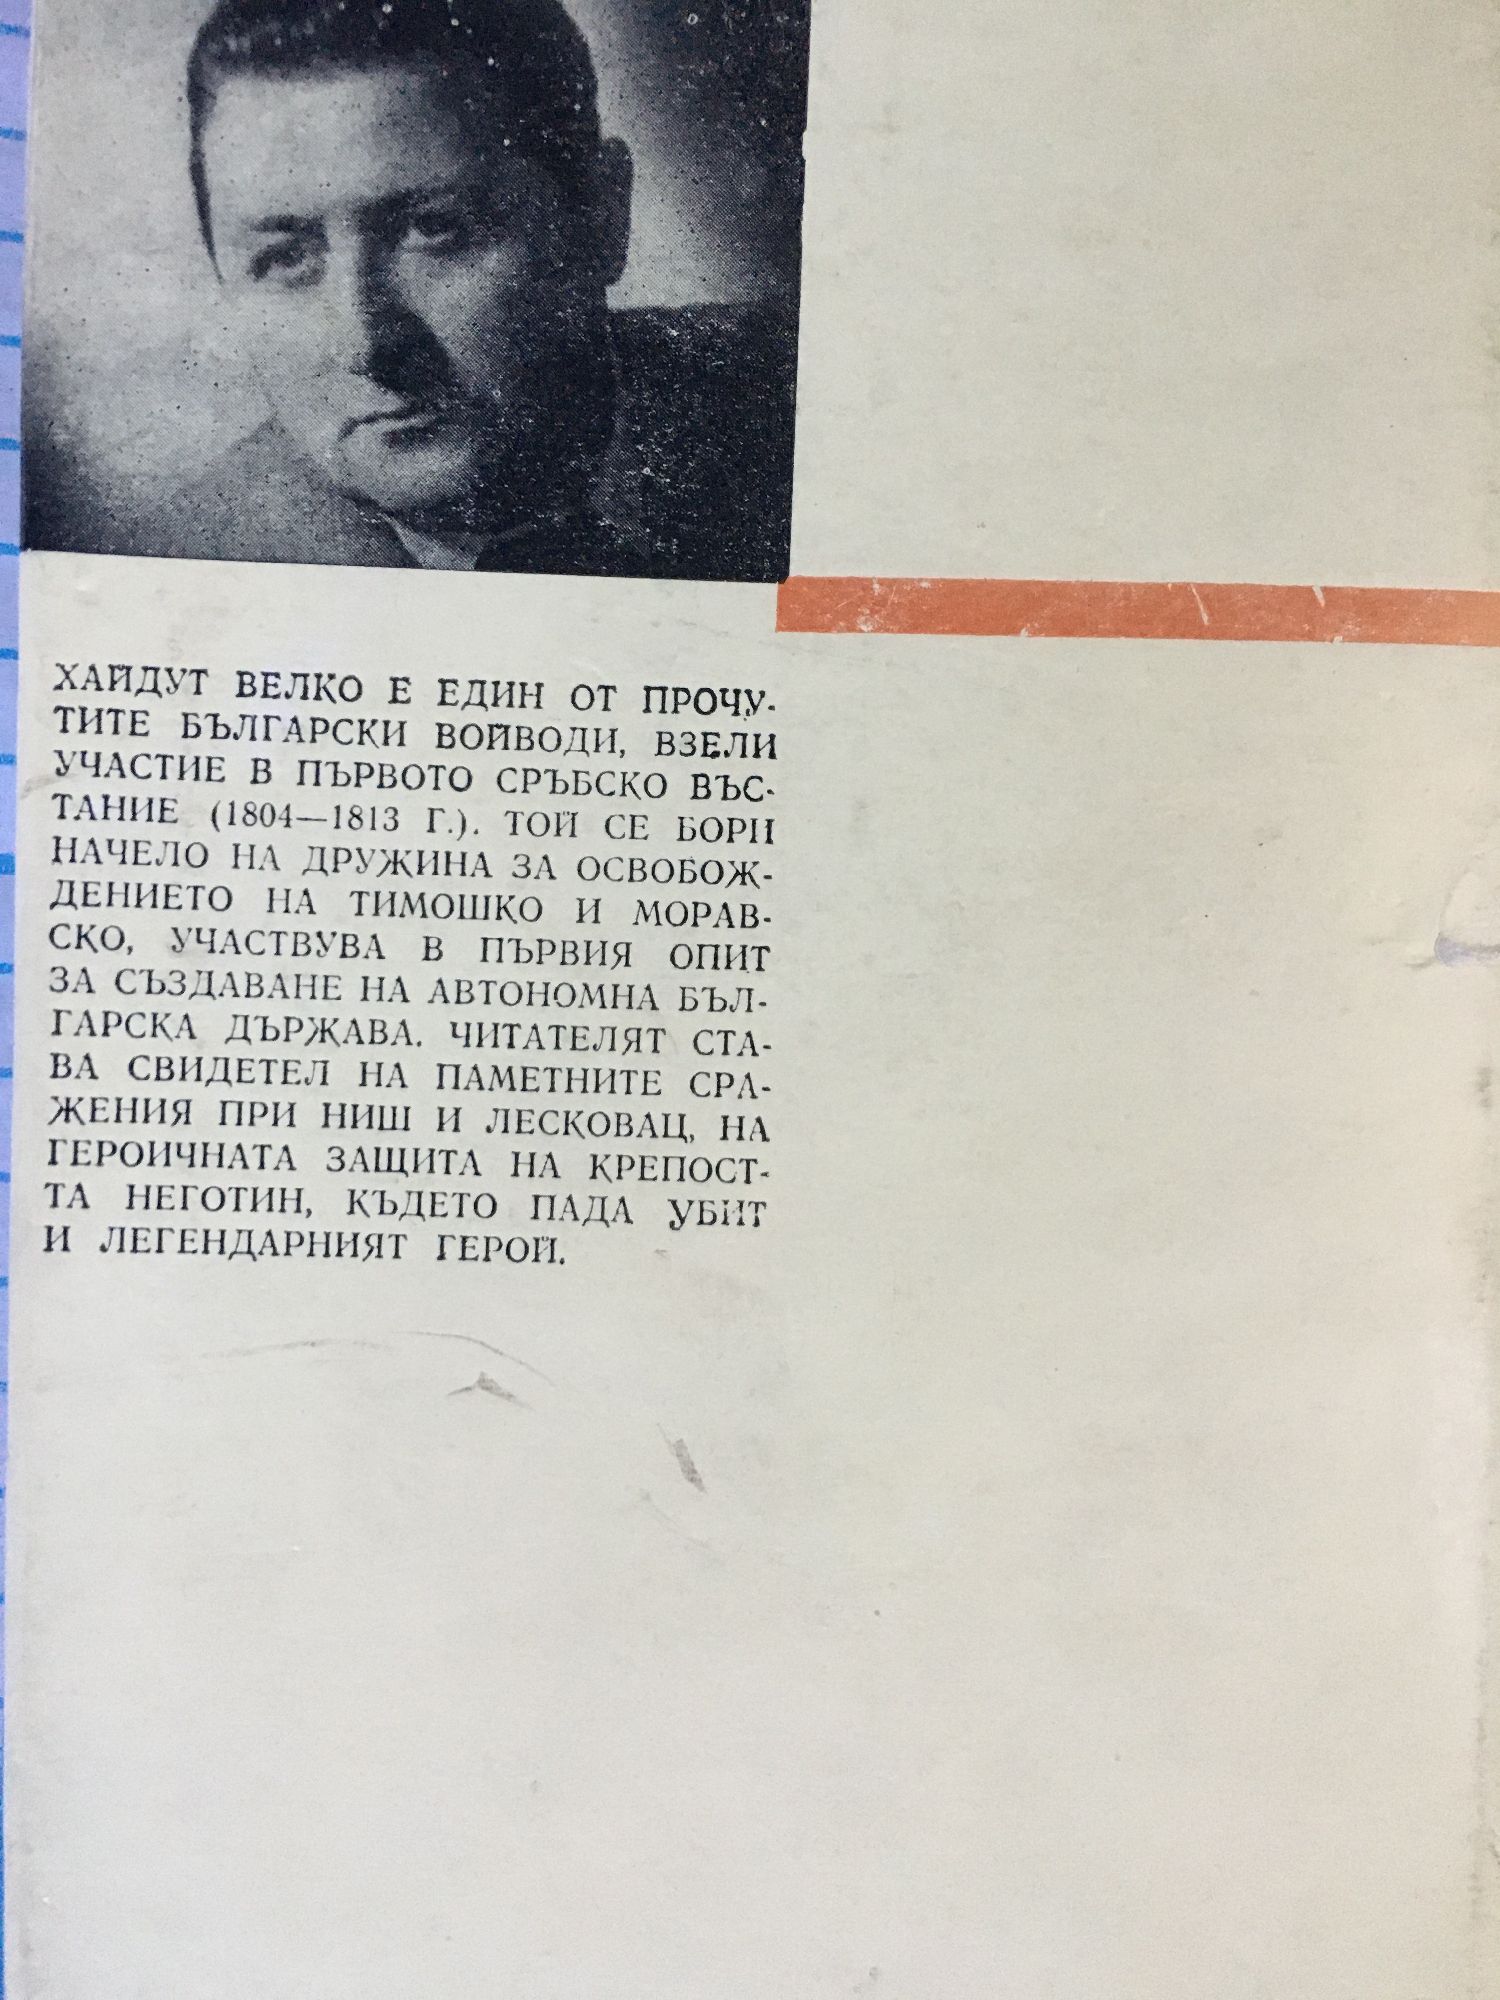 ХАЙДУТ ВЕЛКО Е ЕДИН ОТ ПРОЧУ-
ТИТЕ БЪЛГАРСКИ ВОЙВОДИ, ВЗЕЛИ
УЧАСТИЕ В ПЪРВОТО СРЪБСКО ВЪС-
ТАНИЕ (1804—1813 Г.). ТОЙ СЕ БОРИ
НАЧЕЛО НА ДРУЖИНА ЗА ОСВОБОЖ-
ДЕНИЕТО НА ТИМОШКО И МОРАВ-
СКО, УЧАСТВУВА В ПЪРВИЯ ОПИТ
ЗА СЪЗДАВАНЕ НА АВТОНОМНА БЪЛ-
ГАРСКА ДЪРЖАВА. ЧИТАТЕЛЯТ СТА-
ВА СВИДЕТЕЛ НА ПАМЕТНИТЕ СРА-
ЖЕНИЯ ПРИ НИШ И ЛЕСКОВАЦ, НА
ГЕРОИЧНАТА ЗАЩИТА НА КРЕПОСТ-
ТА НЕГОТИН, КЪДЕТО ПАДА УБИТ
И ЛЕГЕНДАРНИЯТ ГЕРОЙ.